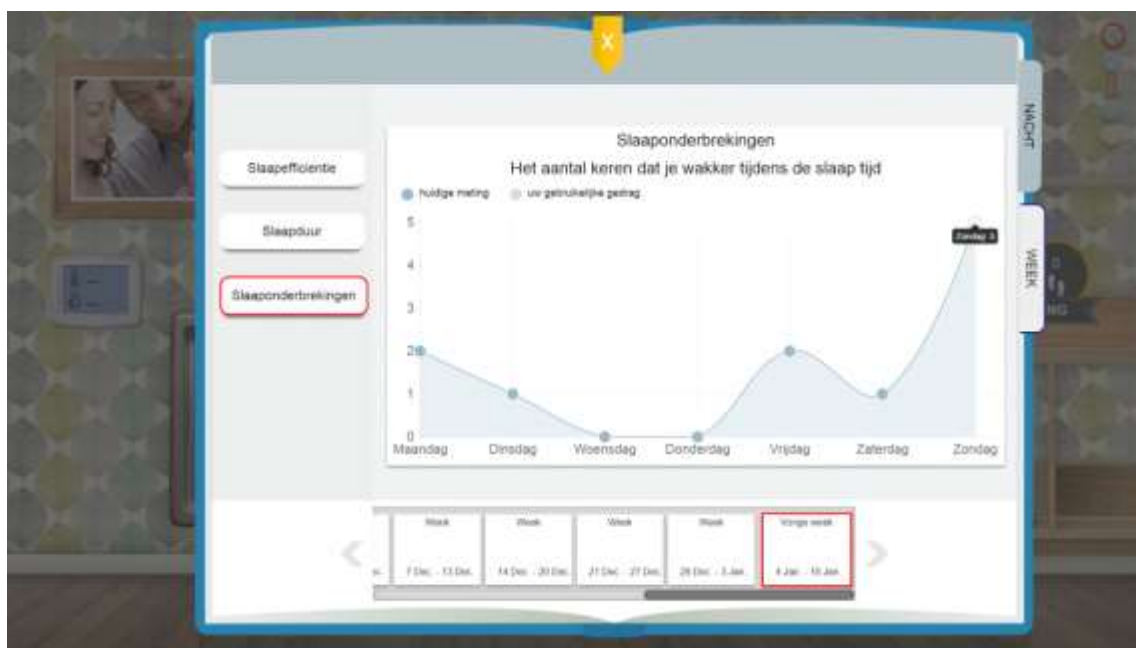 X
NACHT
WEEK
Slaapefficientie
Slaapduur
Slaaponderbrekingen
Slaaponderbrekingen
Het aantal keren dat je wakker tijdens de slaap tijd
huidige meting
uw gebruikelijke gedrag
5
4
3
2
1
0
Maandag
Dinsdag
Woensdag
Donderdag
Vrijdag
Zaterdag
Zondag
Week
7 Dec. - 13 Dec.
Week
14 Dec. - 20 Dec.
Week
21 Dec. - 27 Dec.
Week
28 Dec. - 3 Jan.
Vorige week
4 Jan. - 10 Jan.